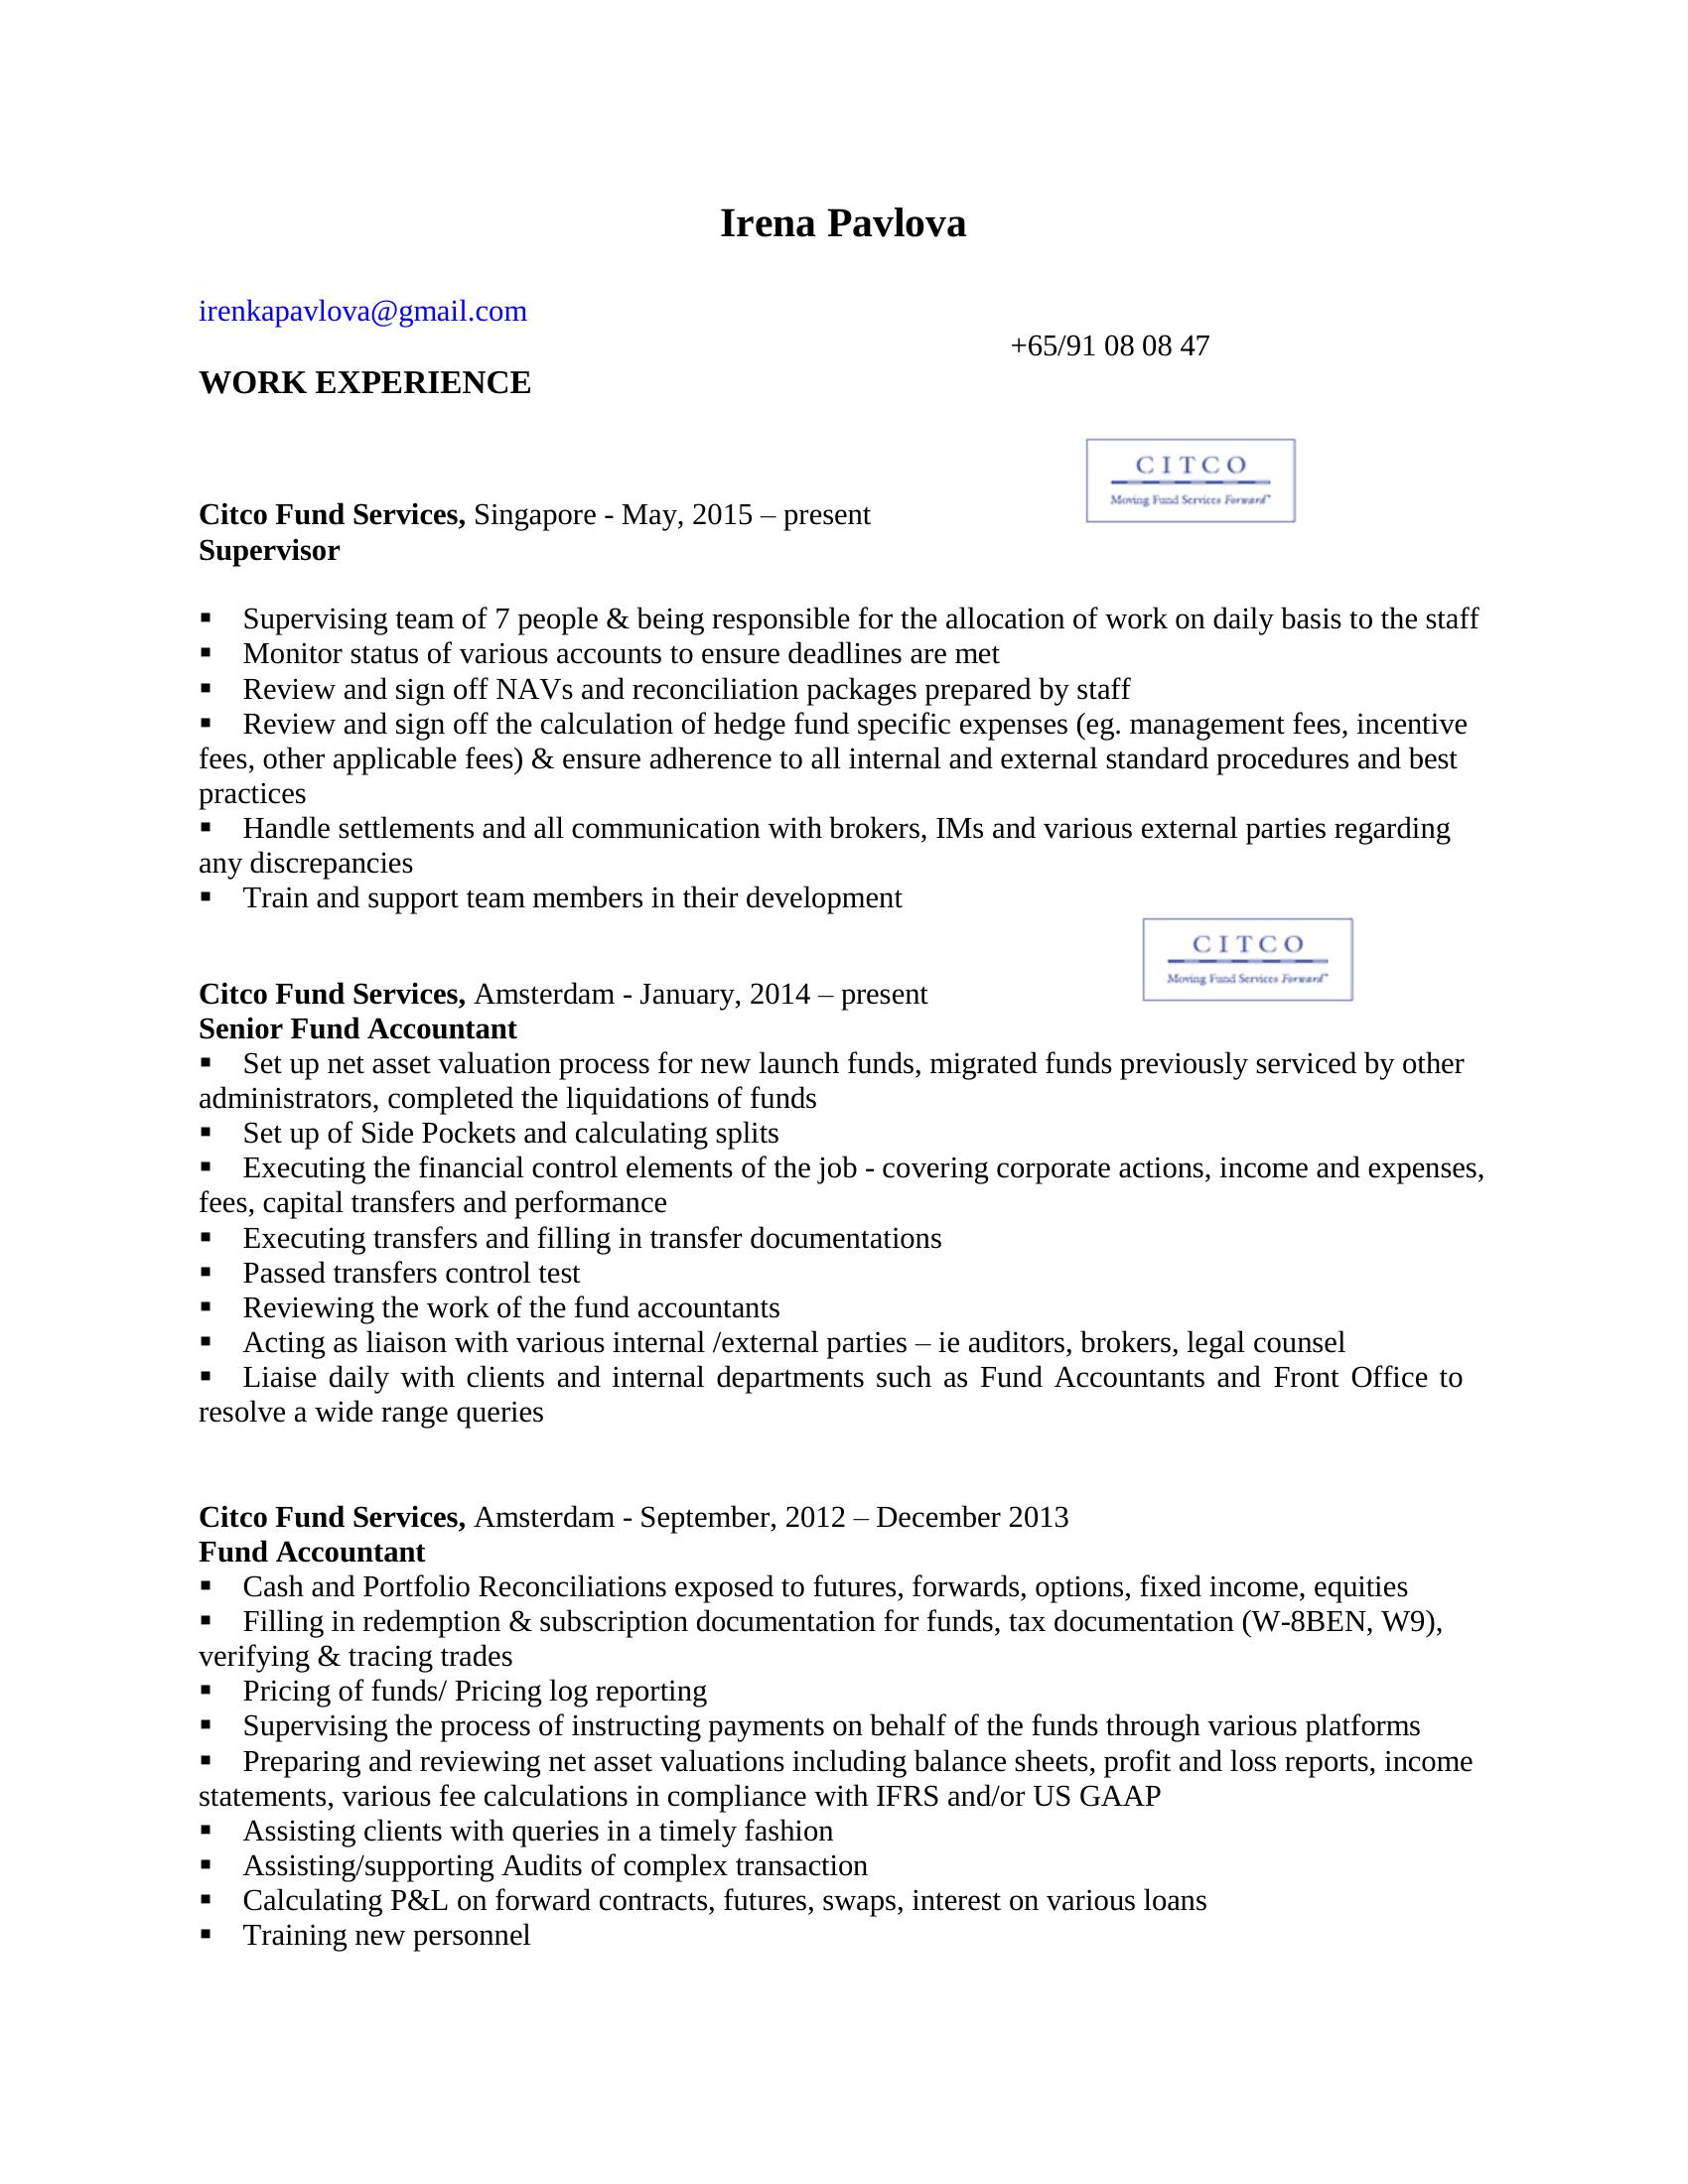 Irena Pavlova
irenkapavlova@gmail.com
+65/91 08 08 47
WORK EXPERIENCE
CITCO
Moving Fund Services Forward™
Citco Fund Services, Singapore - May, 2015 – present
Supervisor
▪ Supervising team of 7 people & being responsible for the allocation of work on daily basis to the staff
▪ Monitor status of various accounts to ensure deadlines are met
▪ Review and sign off NAVs and reconciliation packages prepared by staff
▪ Review and sign off the calculation of hedge fund specific expenses (eg. management fees, incentive
fees, other applicable fees) & ensure adherence to all internal and external standard procedures and best
practices
▪ Handle settlements and all communication with brokers, IMs and various external parties regarding
any discrepancies
▪ Train and support team members in their development
CITCO
Moving Fund Services Forward™
Citco Fund Services, Amsterdam - January, 2014 – present
Senior Fund Accountant
▪ Set up net asset valuation process for new launch funds, migrated funds previously serviced by other
administrators, completed the liquidations of funds
▪ Set up of Side Pockets and calculating splits
▪ Executing the financial control elements of the job - covering corporate actions, income and expenses,
fees, capital transfers and performance
▪ Executing transfers and filling in transfer documentations
▪ Passed transfers control test
▪ Reviewing the work of the fund accountants
▪ Acting as liaison with various internal /external parties – ie auditors, brokers, legal counsel
▪ Liaise daily with clients and internal departments such as Fund Accountants and Front Office to
resolve a wide range queries
Citco Fund Services, Amsterdam - September, 2012 – December 2013
Fund Accountant
▪ Cash and Portfolio Reconciliations exposed to futures, forwards, options, fixed income, equities
▪ Filling in redemption & subscription documentation for funds, tax documentation (W-8BEN, W9),
verifying & tracing trades
▪ Pricing of funds/ Pricing log reporting
▪ Supervising the process of instructing payments on behalf of the funds through various platforms
▪ Preparing and reviewing net asset valuations including balance sheets, profit and loss reports, income
statements, various fee calculations in compliance with IFRS and/or US GAAP
▪ Assisting clients with queries in a timely fashion
▪ Assisting/supporting Audits of complex transaction
▪ Calculating P&L on forward contracts, futures, swaps, interest on various loans
▪ Training new personnel